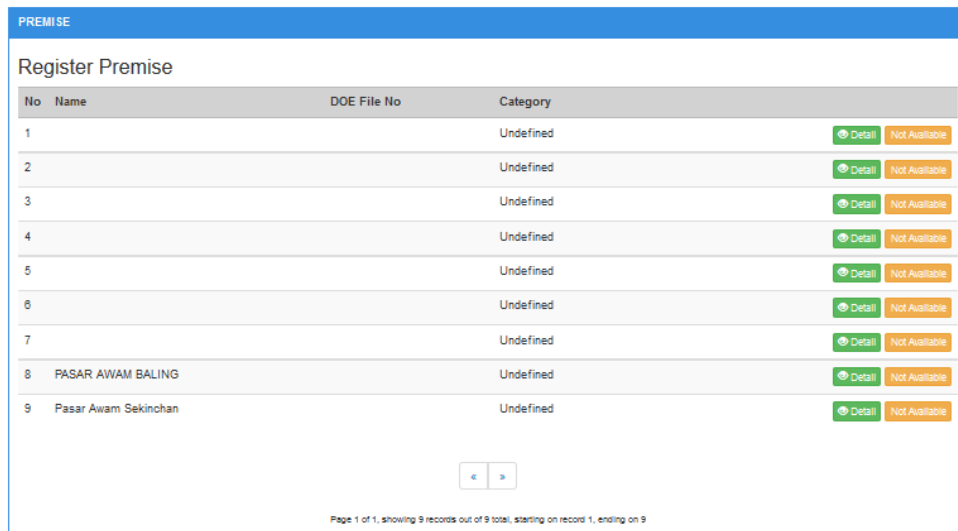 PREMISE
Register Premise
No Name DOE File No Category
1 Undefined Detail Not Available
2 Undefined Detail Not Available
3 Undefined Detail Not Available
4 Undefined Detail Not Available
5 Undefined Detail Not Available
6 Undefined Detail Not Available
7 Undefined Detail Not Available
8 PASAR AWAM BALING Undefined Detail Not Available
9 Pasar Awam Sekinchan Undefined Detail Not Available
« »
Page 1 of 1, showing 9 records out of 9 total, starting on record 1, ending on 9